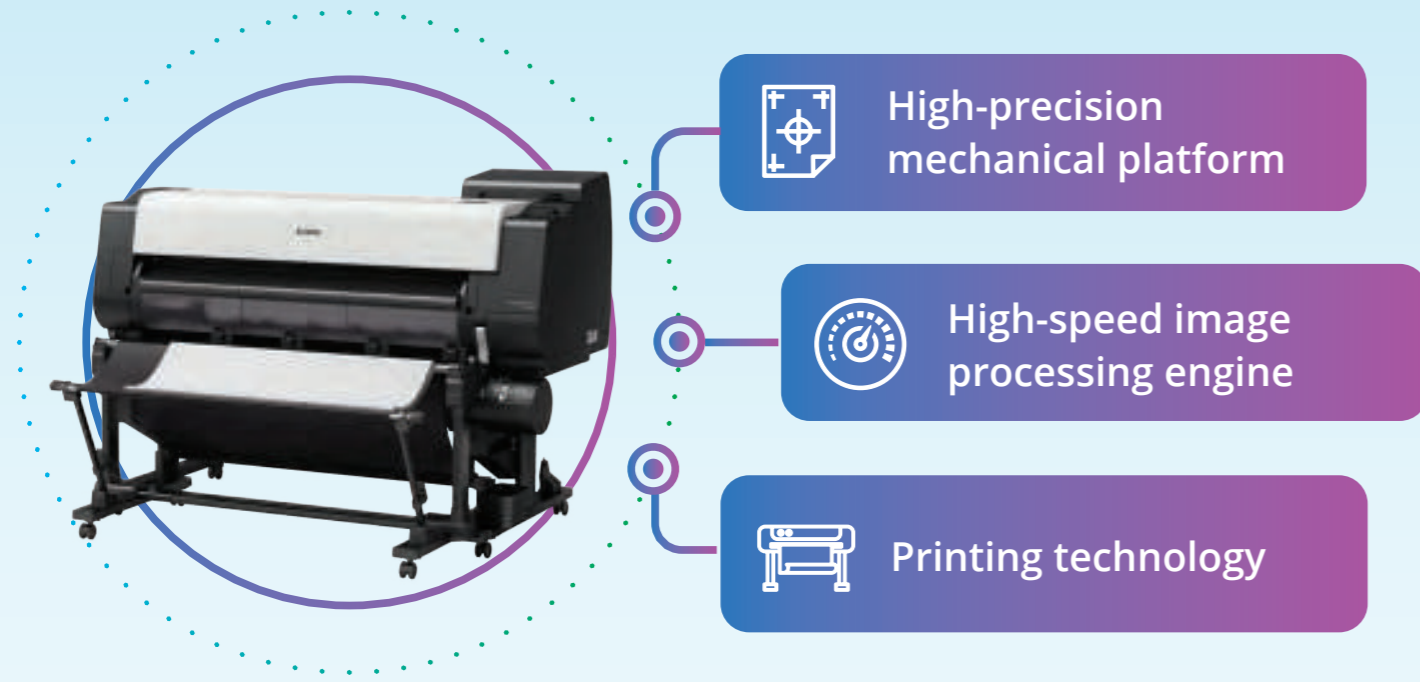 High-precision
mechanical platform
High-speed image
processing engine
Printing technology